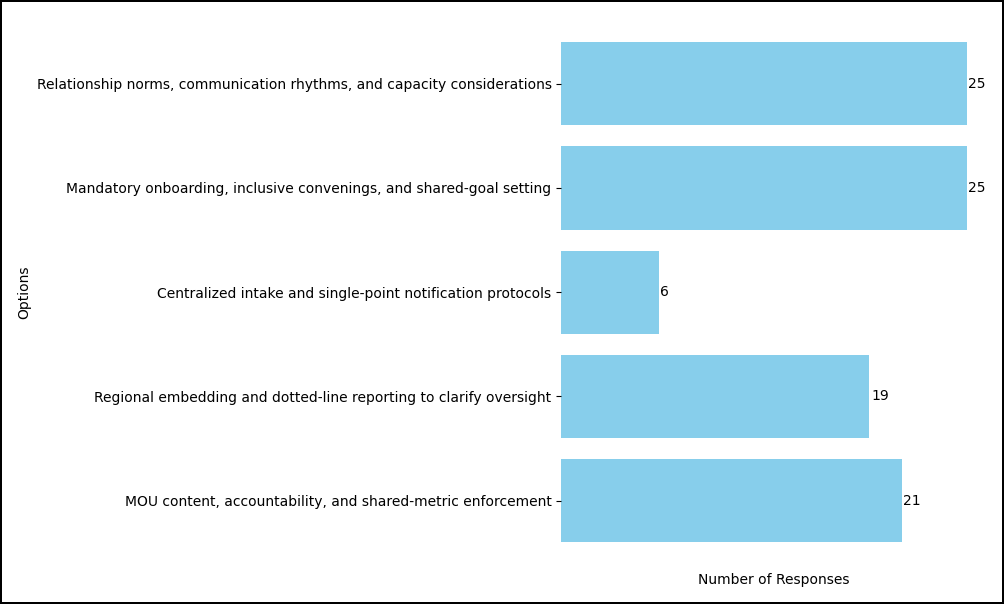 Relationship norms, communication rhythms, and capacity considerations
25
Mandatory onboarding, inclusive convenings, and shared-goal setting
25
Centralized intake and single-point notification protocols
6
Options
Regional embedding and dotted-line reporting to clarify oversight
19
MOU content, accountability, and shared-metric enforcement
21
Number of Responses